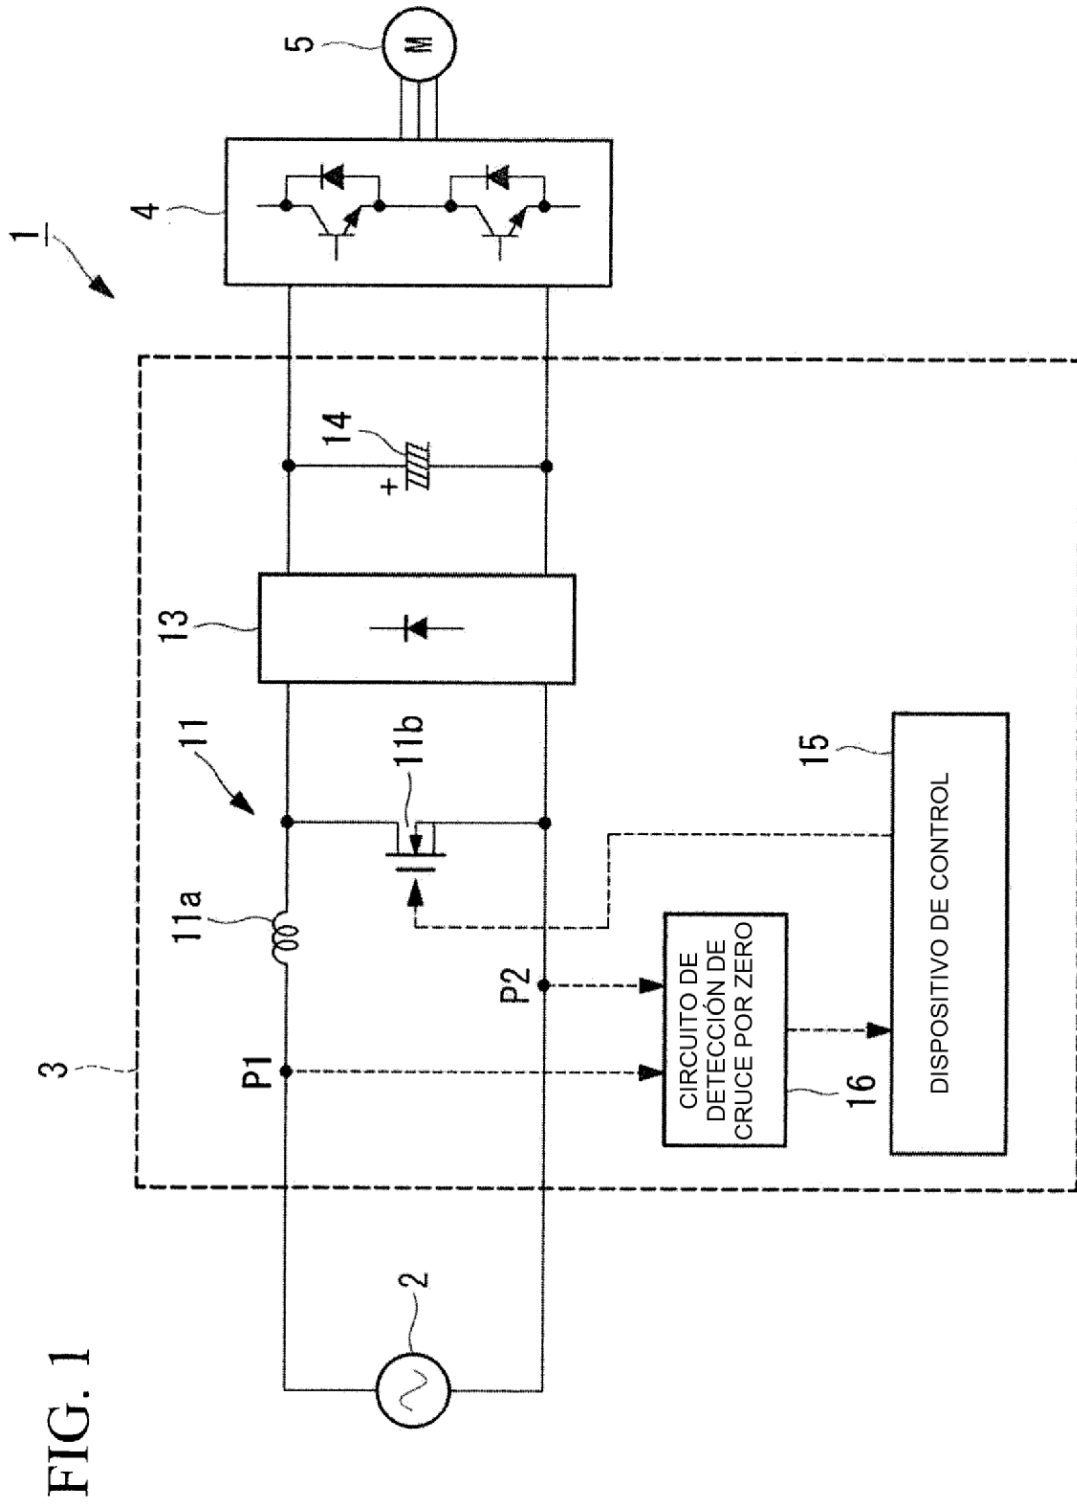 FIG. 1
1
2
3
4
5
M
P1
P2
11
11a
11b
13
14
+
15
16
CIRCUITO DE
DETECCIÓN DE
CRUCE POR ZERO
DISPOSITIVO DE CONTROL